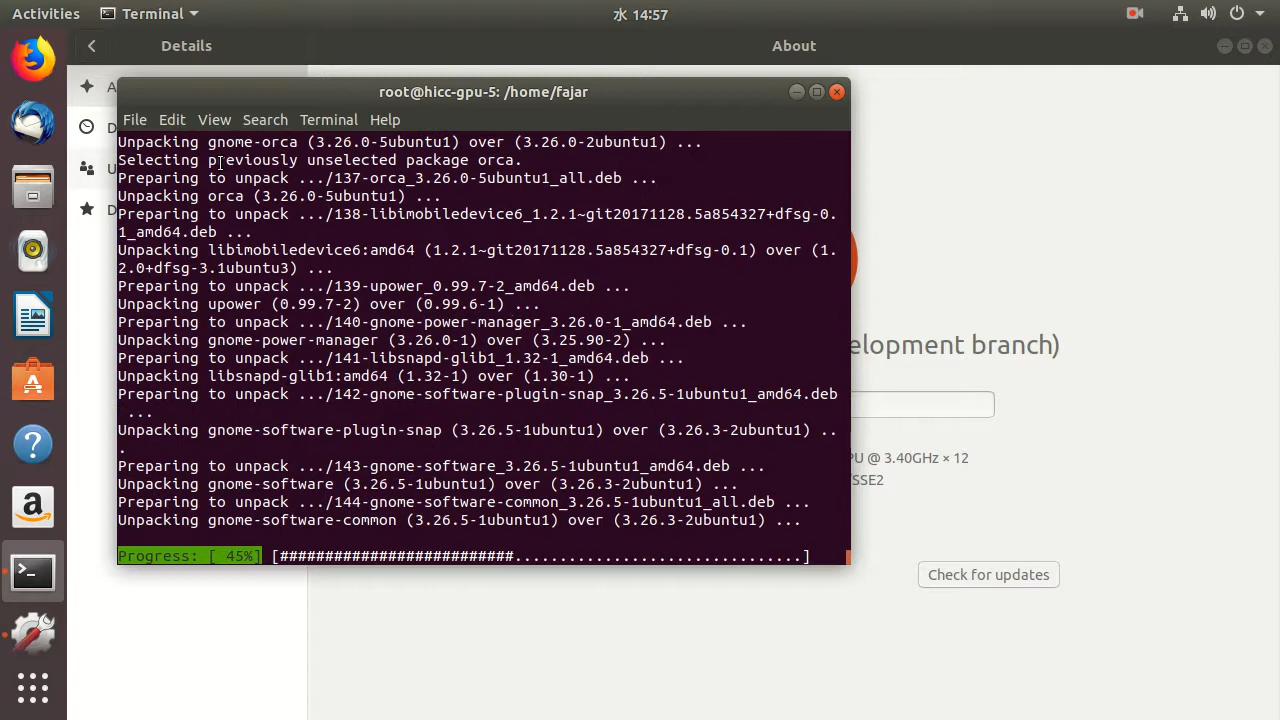 Activities
Terminal
水 14:57
Details
About
root@hicc-gpu-5: /home/fajar
File Edit View Search Terminal Help
Unpacking gnome-orca (3.26.0-5ubuntu1) over (3.26.0-2ubuntu1) ...
Selecting previously unselected package orca.
Preparing to unpack .../137-orca_3.26.0-5ubuntu1_all.deb ...
Unpacking orca (3.26.0-5ubuntu1) ...
Preparing to unpack .../138-libimobiledevice6_1.2.1~git20171128.5a854327+dfsg-0.
1_amd64.deb ...
Unpacking libimobiledevice6:amd64 (1.2.1~git20171128.5a854327+dfsg-0.1) over (1.
2.0+dfsg-3.1ubuntu3) ...
Preparing to unpack .../139-upower_0.99.7-2_amd64.deb ...
Unpacking upower (0.99.7-2) over (0.99.6-1) ...
Preparing to unpack .../140-gnome-power-manager_3.26.0-1_amd64.deb ...
Unpacking gnome-power-manager (3.26.0-1) over (3.25.90-2) ...
Preparing to unpack .../141-libsnapd-glib1_1.32-1_amd64.deb ...
Unpacking libsnapd-glib1:amd64 (1.32-1) over (1.30-1) ...
Preparing to unpack .../142-gnome-software-plugin-snap_3.26.5-1ubuntu1_amd64.deb
...
Unpacking gnome-software-plugin-snap (3.26.5-1ubuntu1) over (3.26.3-2ubuntu1) ..
.
Preparing to unpack .../143-gnome-software_3.26.5-1ubuntu1_amd64.deb ...
Unpacking gnome-software (3.26.5-1ubuntu1) over (3.26.3-2ubuntu1) ...
Preparing to unpack .../144-gnome-software-common_3.26.5-1ubuntu1_all.deb ...
Unpacking gnome-software-common (3.26.5-1ubuntu1) over (3.26.3-2ubuntu1) ...
Progress: [ 45%] [##########################................................]
elopment branch)
PU @ 3.40GHz × 12
/SSE2
Check for updates